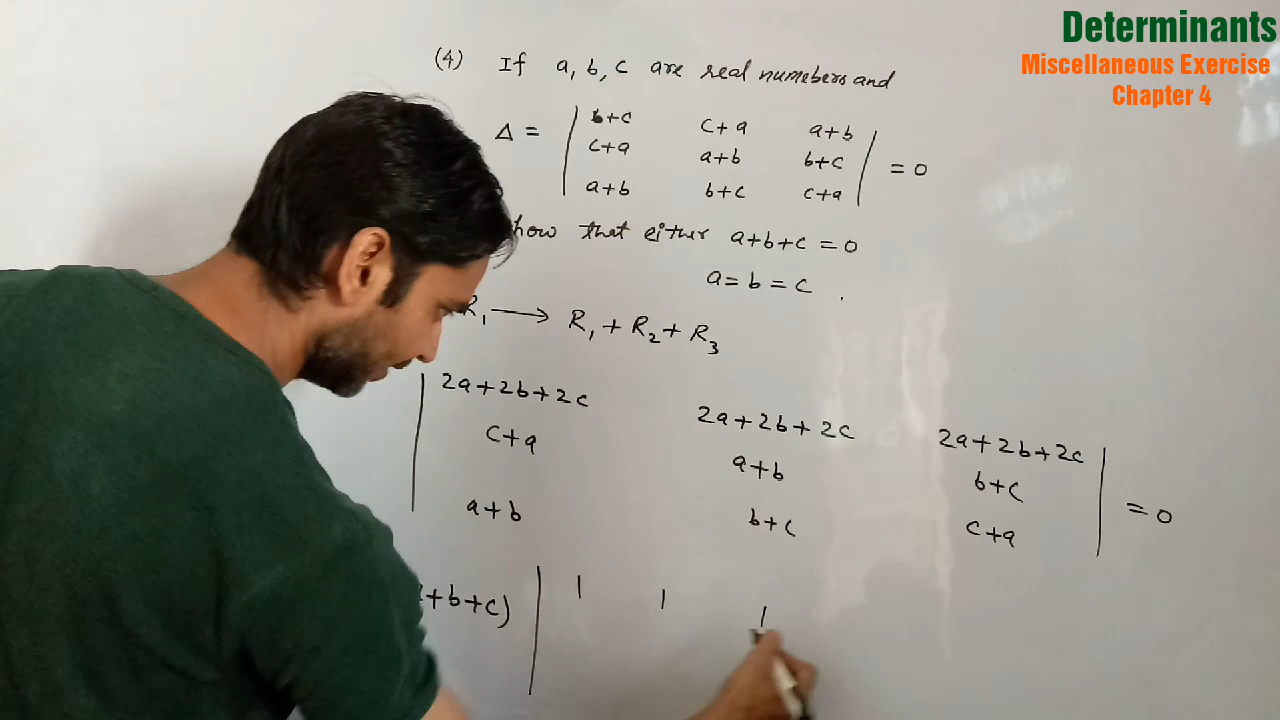 Determinants
Miscellaneous Exercise
Chapter 4
(4) If a, b, c are real numebers and
Δ = | b+c c+a a+b |
| c+a a+b b+c | = 0
| a+b b+c c+a |
how that either a+b+c = 0
a = b = c .
R₁ → R₁ + R₂ + R₃
| 2a+2b+2c 2a+2b+2c 2a+2b+2c |
| c+a a+b b+c | = 0
| a+b b+c c+a |
+b+c) | 1 1 1